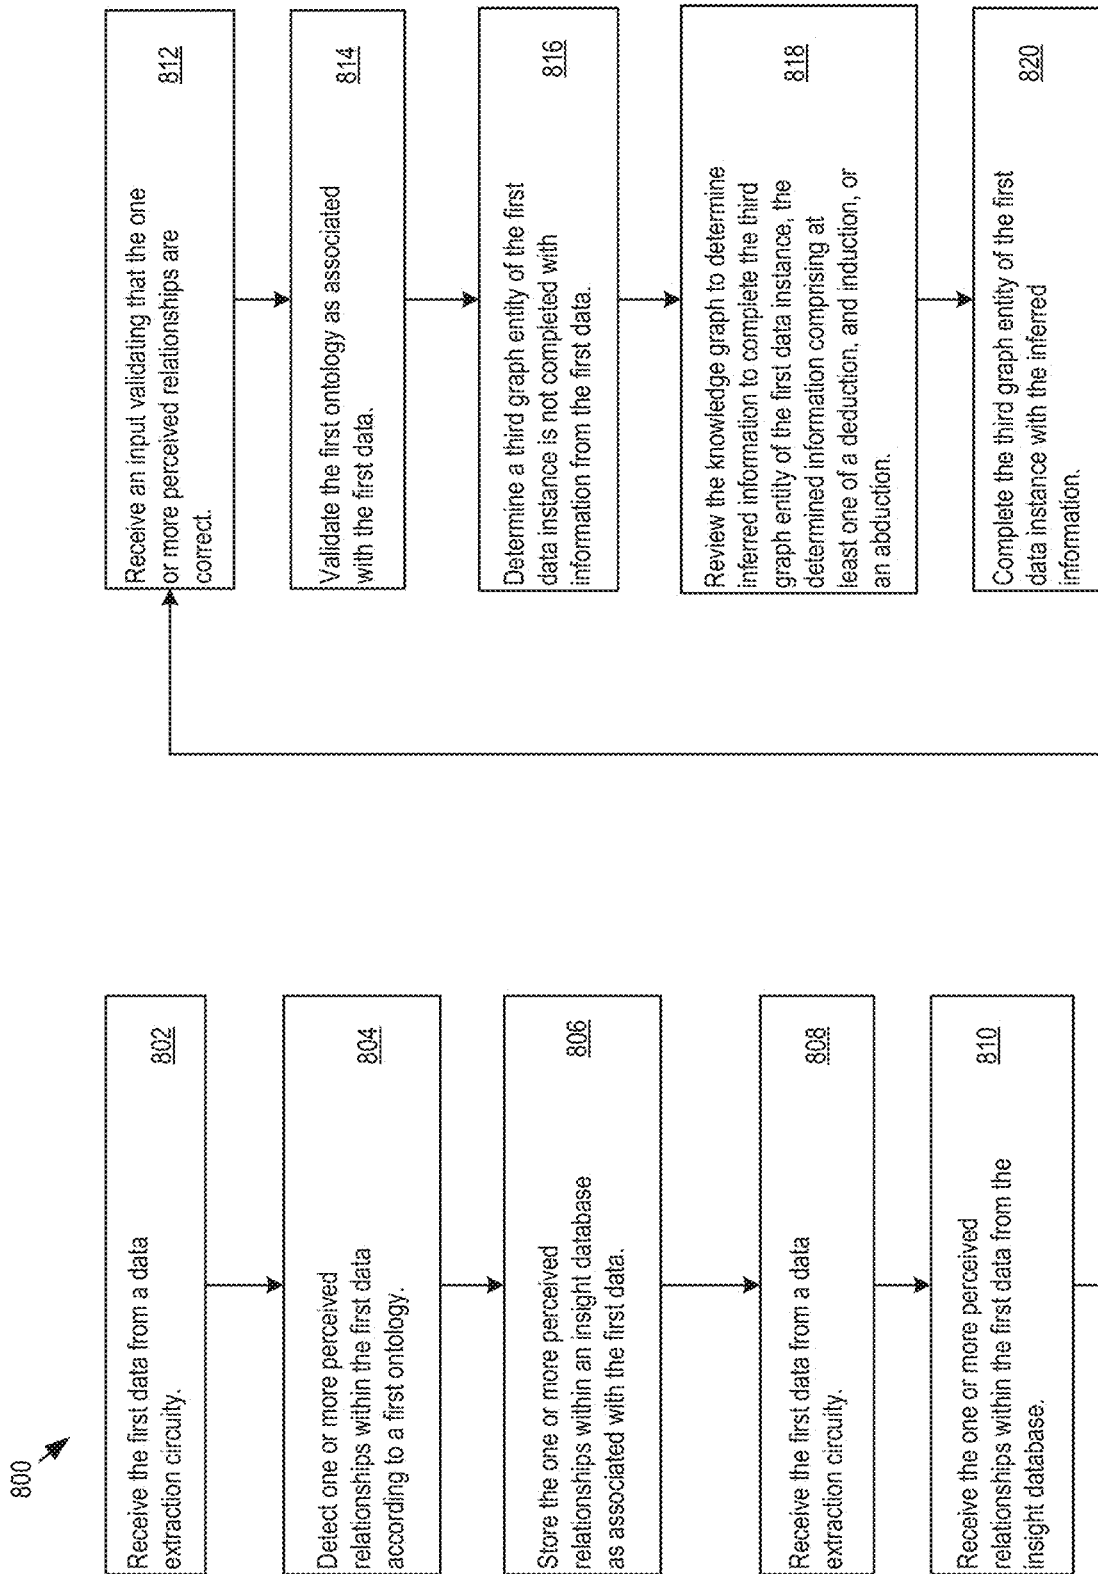 800
Receive the first data from a data
extraction circuity.
802
Detect one or more perceived
relationships within the first data
according to a first ontology.
804
Store the one or more perceived
relationships within an insight database
as associated with the first data.
806
Receive the first data from a data
extraction circuity.
808
Receive the one or more perceived
relationships within the first data from the
insight database.
810
Receive an input validating that the one
or more perceived relationships are
correct.
812
Validate the first ontology as associated
with the first data.
814
Determine a third graph entity of the first
data instance is not completed with
information from the first data.
816
Review the knowledge graph to determine
inferred information to complete the third
graph entity of the first data instance, the
determined information comprising at
least one of a deduction, and induction, or
an abduction.
818
Complete the third graph entity of the first
data instance with the inferred
information.
820